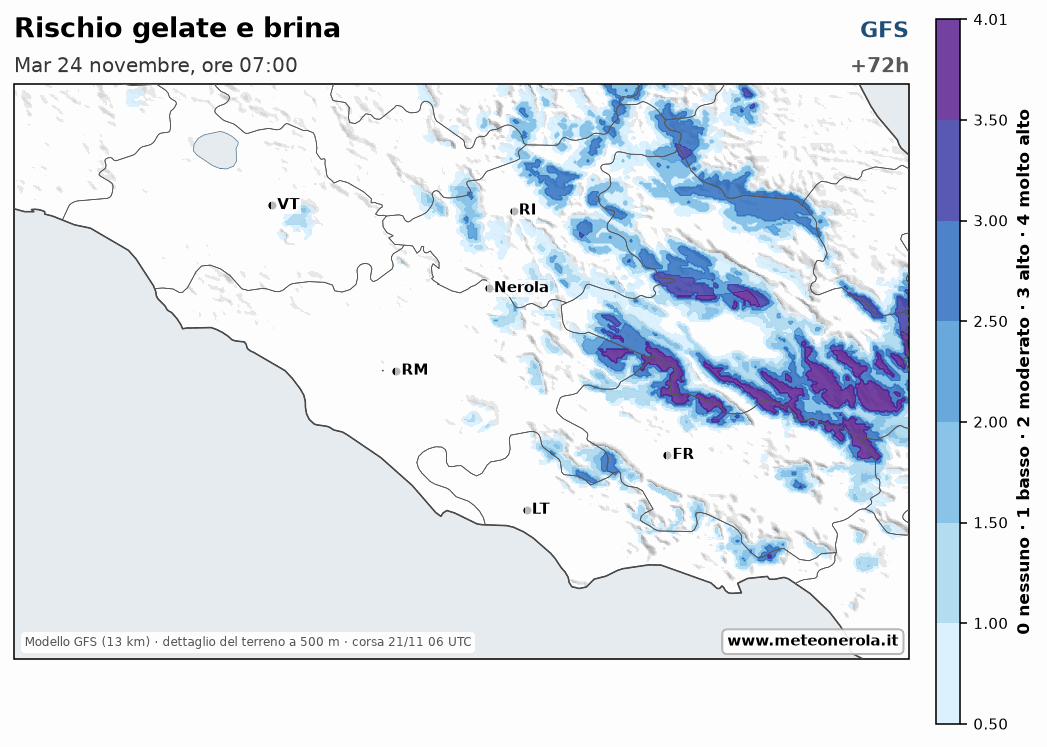 Rischio gelate e brina
GFS
Mar 24 novembre, ore 07:00
+72h
4.01
3.50
3.00
2.50
2.00
1.50
1.00
0.50
0 nessuno · 1 basso · 2 moderato · 3 alto · 4 molto alto
VT
RI
Nerola
RM
FR
LT
Modello GFS (13 km) · dettaglio del terreno a 500 m · corsa 21/11 06 UTC
www.meteonerola.it